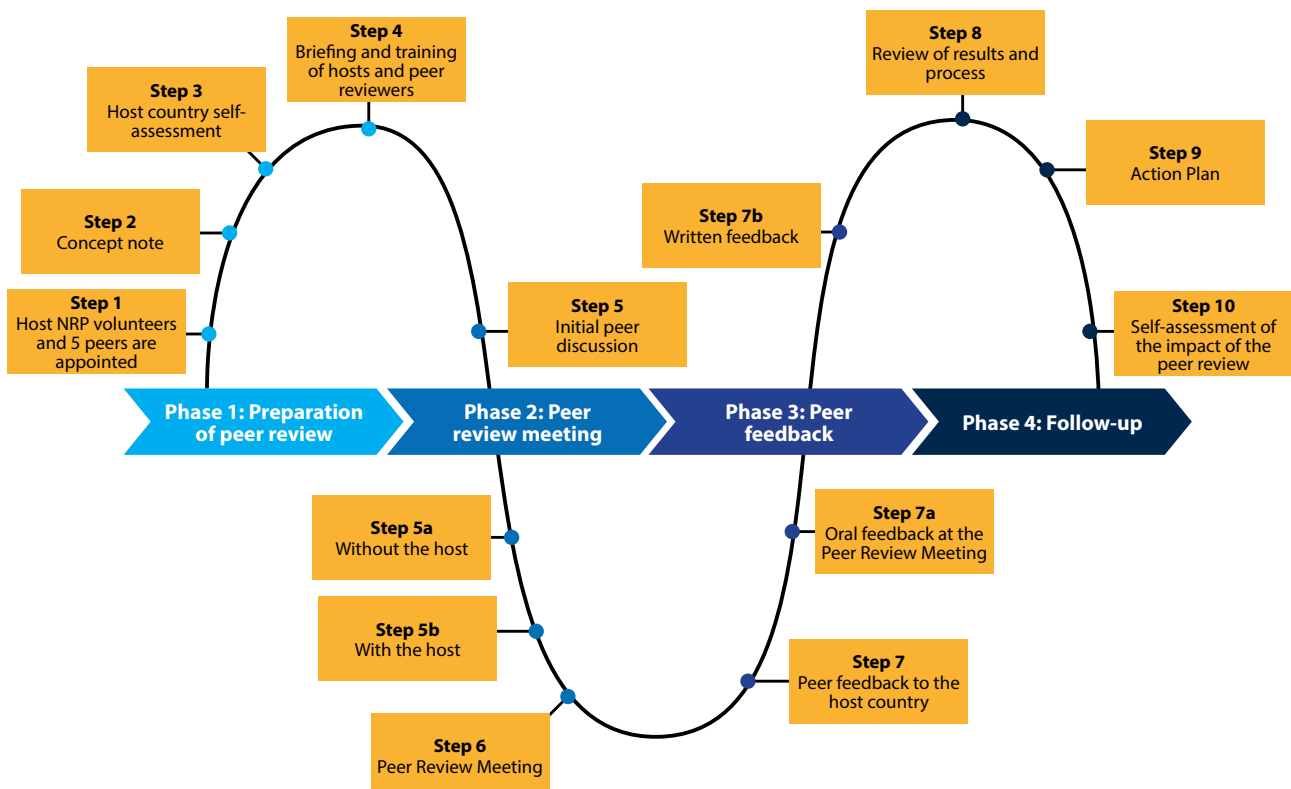 Step 1
Host NRP volunteers
and 5 peers are
appointed
Step 2
Concept note
Step 3
Host country self-
assessment
Step 4
Briefing and training
of hosts and peer
reviewers
Step 5
Initial peer
discussion
Phase 1: Preparation
of peer review
Phase 2: Peer
review meeting
Phase 3: Peer
feedback
Phase 4: Follow-up
Step 5a
Without the host
Step 5b
With the host
Step 6
Peer Review Meeting
Step 7
Peer feedback to the
host country
Step 7a
Oral feedback at the
Peer Review Meeting
Step 7b
Written feedback
Step 8
Review of results and
process
Step 9
Action Plan
Step 10
Self-assessment of
the impact of the
peer review